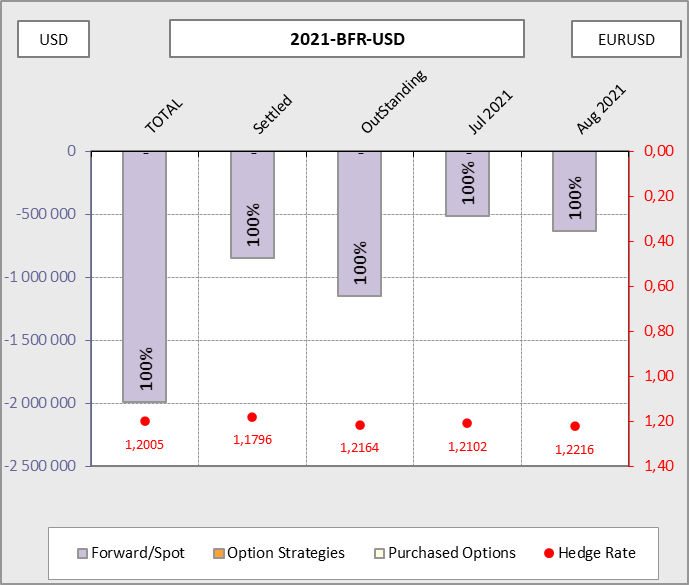 USD
2021-BFR-USD
EURUSD
TOTAL
Settled
OutStanding
Jul 2021
Aug 2021
0
-500 000
-1 000 000
-1 500 000
-2 000 000
-2 500 000
0,00
0,20
0,40
0,60
0,80
1,00
1,20
1,40
100%
100%
100%
100%
100%
1,2005
1,1796
1,2164
1,2102
1,2216
Forward/Spot
Option Strategies
Purchased Options
Hedge Rate